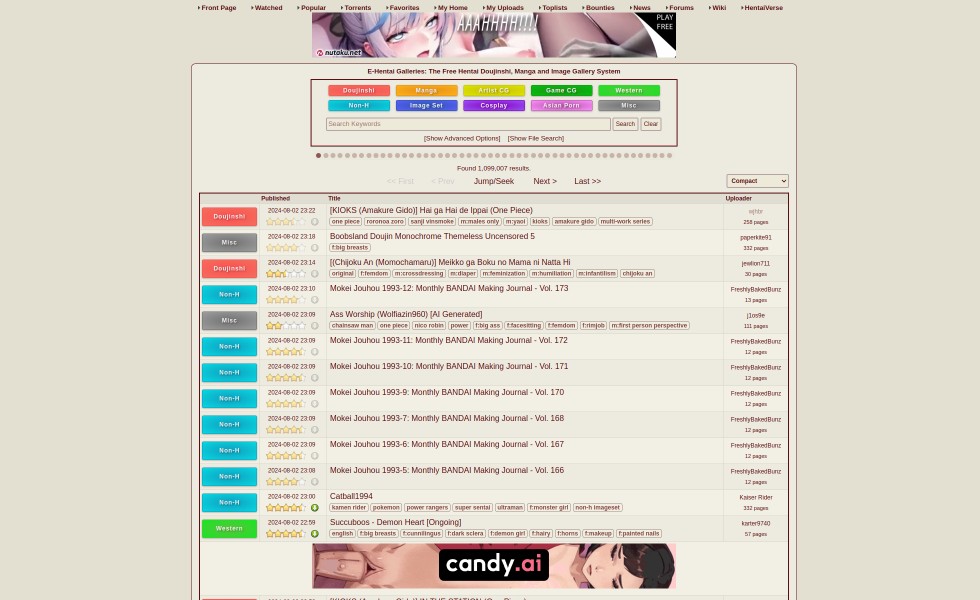 Front Page Watched Popular Torrents Favorites My Home My Uploads Toplists Bounties News Forums Wiki HentaiVerse
AAAHHHH!!!!
PLAY FREE
nutaku.net
E-Hentai Galleries: The Free Hentai Doujinshi, Manga and Image Gallery System
Doujinshi Manga Artist CG Game CG Western
Non-H Image Set Cosplay Asian Porn Misc
Search Keywords Search Clear
[Show Advanced Options] [Show File Search]
Found 1,099,007 results.
<< First < Prev Jump/Seek Next > Last >> Compact
Published Title Uploader
Doujinshi 2024-08-02 23:22 [KIOKS (Amakure Gido)] Hai ga Hai de Ippai (One Piece)
one piece roronoa zoro sanji vinsmoke m:males only m:yaoi kioks amakure gido multi-work series 258 pages
Misc 2024-08-02 23:18 Boobsland Doujin Monochrome Themeless Uncensored 5 paperkite91
f:big breasts 332 pages
Doujinshi 2024-08-02 23:14 [(Chijoku An (Momochamaru)] Meikko ga Boku no Mama ni Natta Hi jewlion711
original f:femdom m:crossdressing m:diaper m:feminization m:humiliation m:infantilism chijoku an 30 pages
Non-H 2024-08-02 23:10 Mokei Jouhou 1993-12: Monthly BANDAI Making Journal - Vol. 173 FreshlyBakedBunz
13 pages
Misc 2024-08-02 23:09 Ass Worship (Wolflazin960) [AI Generated] j1os9e
chainsaw man one piece nico robin power f:big ass f:facesitting f:femdom f:rimjob m:first person perspective 111 pages
Non-H 2024-08-02 23:09 Mokei Jouhou 1993-11: Monthly BANDAI Making Journal - Vol. 172 FreshlyBakedBunz
12 pages
Non-H 2024-08-02 23:09 Mokei Jouhou 1993-10: Monthly BANDAI Making Journal - Vol. 171 FreshlyBakedBunz
12 pages
Non-H 2024-08-02 23:09 Mokei Jouhou 1993-9: Monthly BANDAI Making Journal - Vol. 170 FreshlyBakedBunz
12 pages
Non-H 2024-08-02 23:09 Mokei Jouhou 1993-7: Monthly BANDAI Making Journal - Vol. 168 FreshlyBakedBunz
12 pages
Non-H 2024-08-02 23:09 Mokei Jouhou 1993-6: Monthly BANDAI Making Journal - Vol. 167 FreshlyBakedBunz
12 pages
Non-H 2024-08-02 23:08 Mokei Jouhou 1993-5: Monthly BANDAI Making Journal - Vol. 166 FreshlyBakedBunz
12 pages
Non-H 2024-08-02 23:00 Catball1994 Kaiser Rider
kamen rider pokemon power rangers super sentai ultraman f:monster girl non-h imageset 332 pages
Western 2024-08-02 22:59 Succuboos - Demon Heart [Ongoing] karter9740
english f:big breasts f:cunnilingus f:dark sclera f:demon girl f:hairy f:horns f:makeup f:painted nails 57 pages
candy.ai